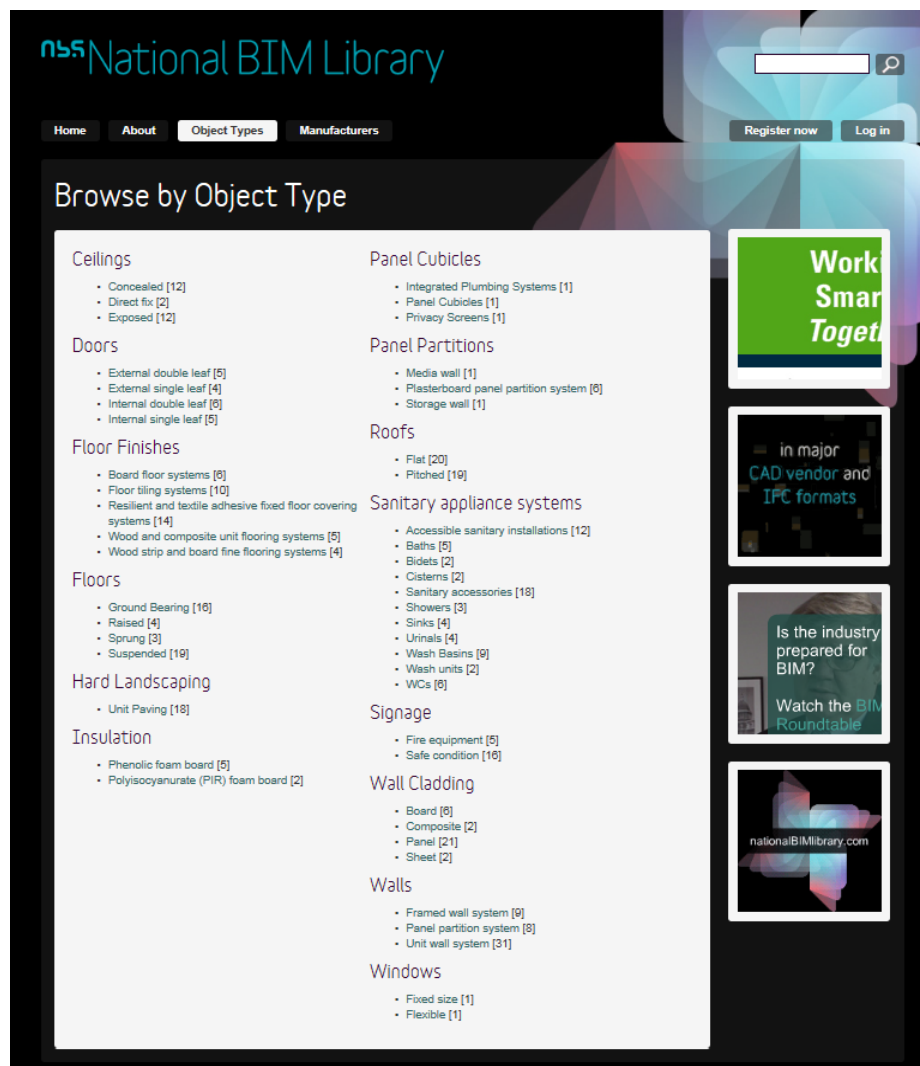 nbs National BIM Library
Home
About
Object Types
Manufacturers
Register now
Log in
Browse by Object Type
Ceilings
• Concealed [12]
• Direct fix [2]
• Exposed [12]
Doors
• External double leaf [5]
• External single leaf [4]
• Internal double leaf [6]
• Internal single leaf [5]
Floor Finishes
• Board floor systems [6]
• Floor tiling systems [10]
• Resilient and textile adhesive fixed floor covering
systems [14]
• Wood and composite unit flooring systems [5]
• Wood strip and board fine flooring systems [4]
Floors
• Ground Bearing [16]
• Raised [4]
• Sprung [3]
• Suspended [19]
Hard Landscaping
• Unit Paving [18]
Insulation
• Phenolic foam board [5]
• Polyisocyanurate (PIR) foam board [2]
Panel Cubicles
• Integrated Plumbing Systems [1]
• Panel Cubicles [1]
• Privacy Screens [1]
Panel Partitions
• Media wall [1]
• Plasterboard panel partition system [6]
• Storage wall [1]
Roofs
• Flat [20]
• Pitched [19]
Sanitary appliance systems
• Accessible sanitary installations [12]
• Baths [5]
• Bidets [2]
• Cisterns [2]
• Sanitary accessories [18]
• Showers [3]
• Sinks [4]
• Urinals [4]
• Wash Basins [9]
• Wash units [2]
• WCs [6]
Signage
• Fire equipment [5]
• Safe condition [16]
Wall Cladding
• Board [6]
• Composite [2]
• Panel [21]
• Sheet [2]
Walls
• Framed wall system [9]
• Panel partition system [8]
• Unit wall system [31]
Windows
• Fixed size [1]
• Flexible [1]
Worki
Smar
Togeth
in major
CAD vendor and
IFC formats
Is the industry
prepared for
BIM?
Watch the BIM
Roundtable
nationalBIMlibrary.com